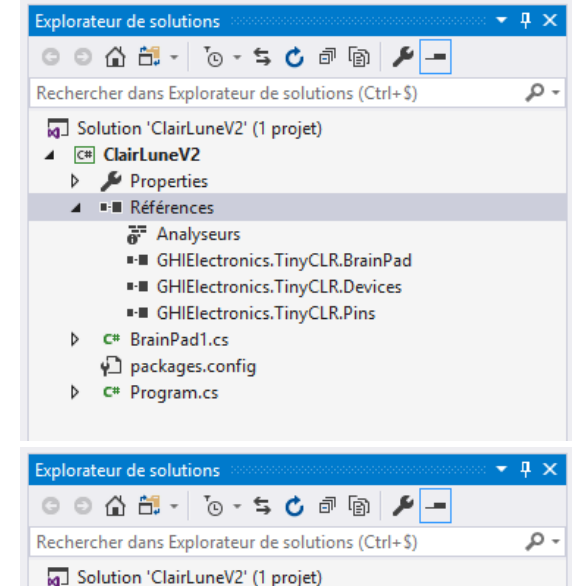 Explorateur de solutions
Rechercher dans Explorateur de solutions (Ctrl+$)
Solution 'ClairLuneV2' (1 projet)
C# ClairLuneV2
Properties
Références
Analyseurs
GHIElectronics.TinyCLR.BrainPad
GHIElectronics.TinyCLR.Devices
GHIElectronics.TinyCLR.Pins
C# BrainPad1.cs
packages.config
C# Program.cs
Explorateur de solutions
Rechercher dans Explorateur de solutions (Ctrl+$)
Solution 'ClairLuneV2' (1 projet)